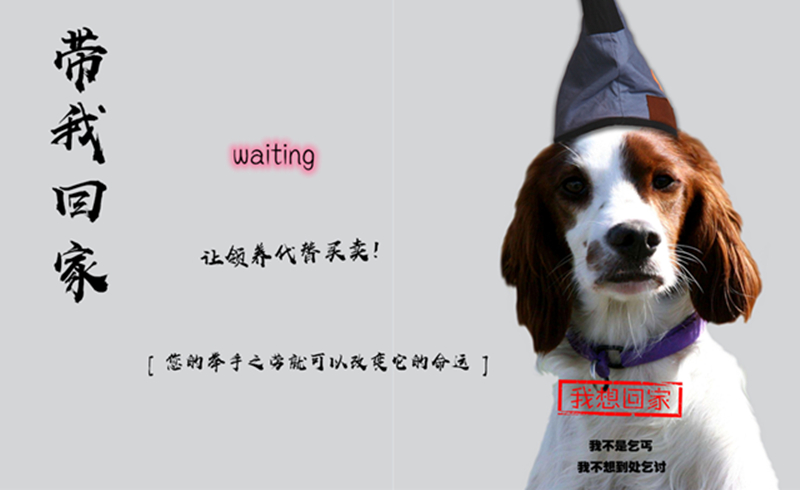 带我回家
waiting
让领养代替买卖!
[ 您的举手之劳就可以改变它的命运 ]
我想回家
我不是乞丐
我不想到处乞讨